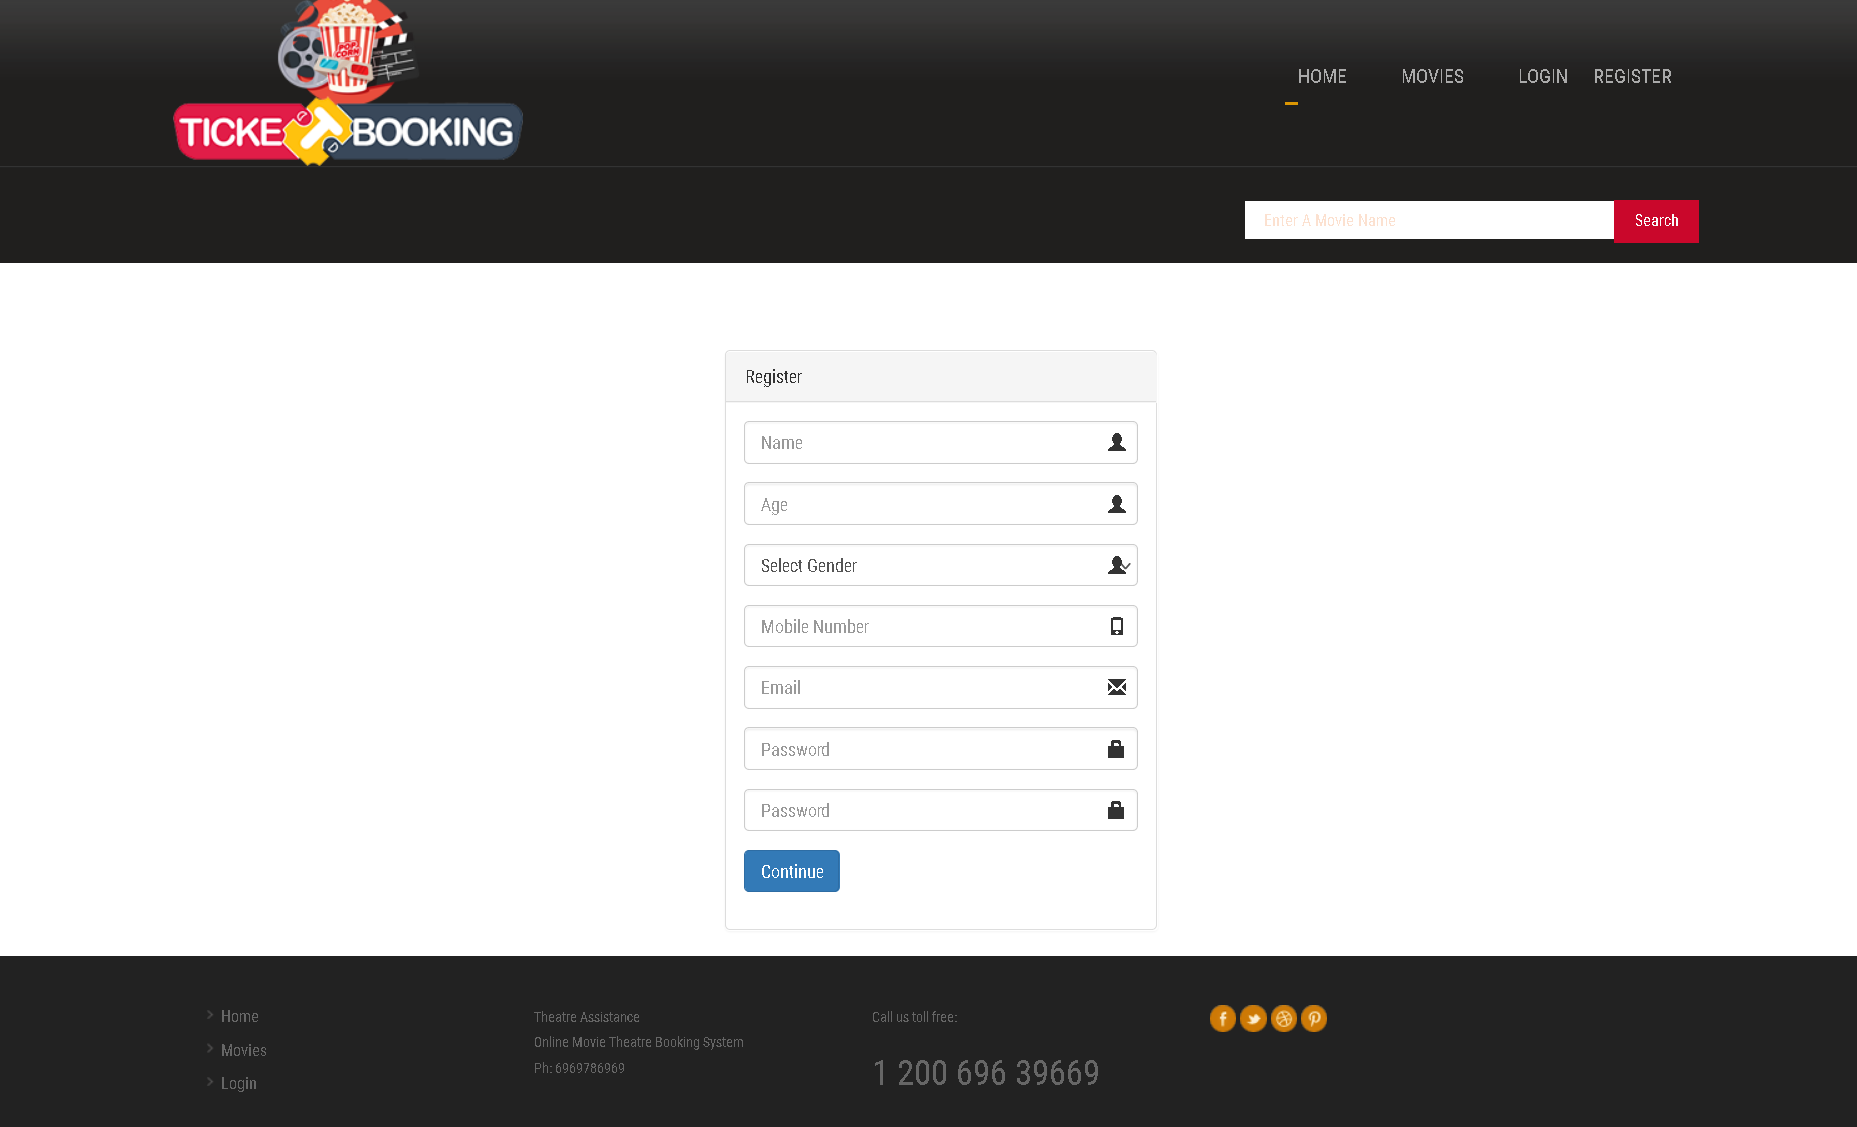 POP
CORN
TICKE BOOKING
HOME MOVIES LOGIN REGISTER
Enter A Movie Name
Search
Register
Name
Age
Select Gender
Mobile Number
Email
Password
Password
Continue
Home
Movies
Login
Theatre Assistance
Online Movie Theatre Booking System
Ph: 6969786969
Call us toll free:
1 200 696 39669